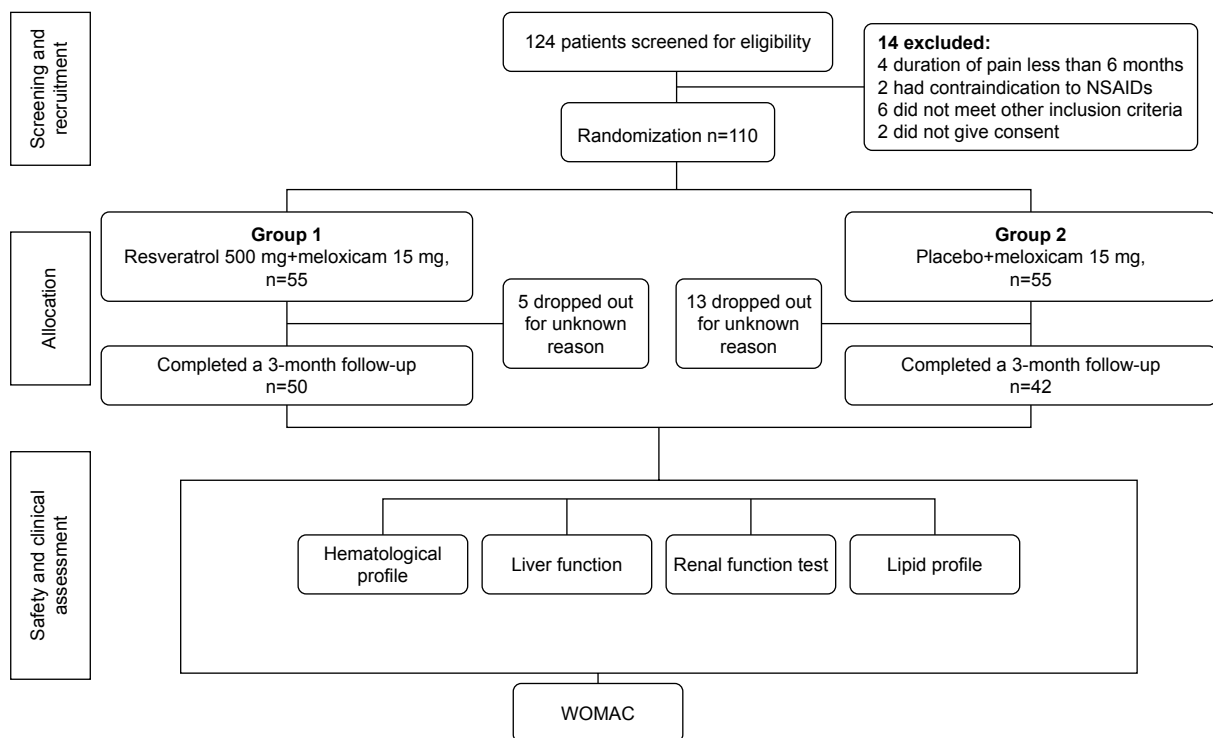 Screening and
recruitment
124 patients screened for eligibility
14 excluded:
4 duration of pain less than 6 months
2 had contraindication to NSAIDs
6 did not meet other inclusion criteria
2 did not give consent
Randomization n=110
Allocation
Group 1
Resveratrol 500 mg+meloxicam 15 mg,
n=55
Group 2
Placebo+meloxicam 15 mg,
n=55
5 dropped out
for unknown
reason
13 dropped out
for unknown
reason
Completed a 3-month follow-up
n=50
Completed a 3-month follow-up
n=42
Safety and clinical
assessment
Hematological
profile
Liver function
Renal function test
Lipid profile
WOMAC